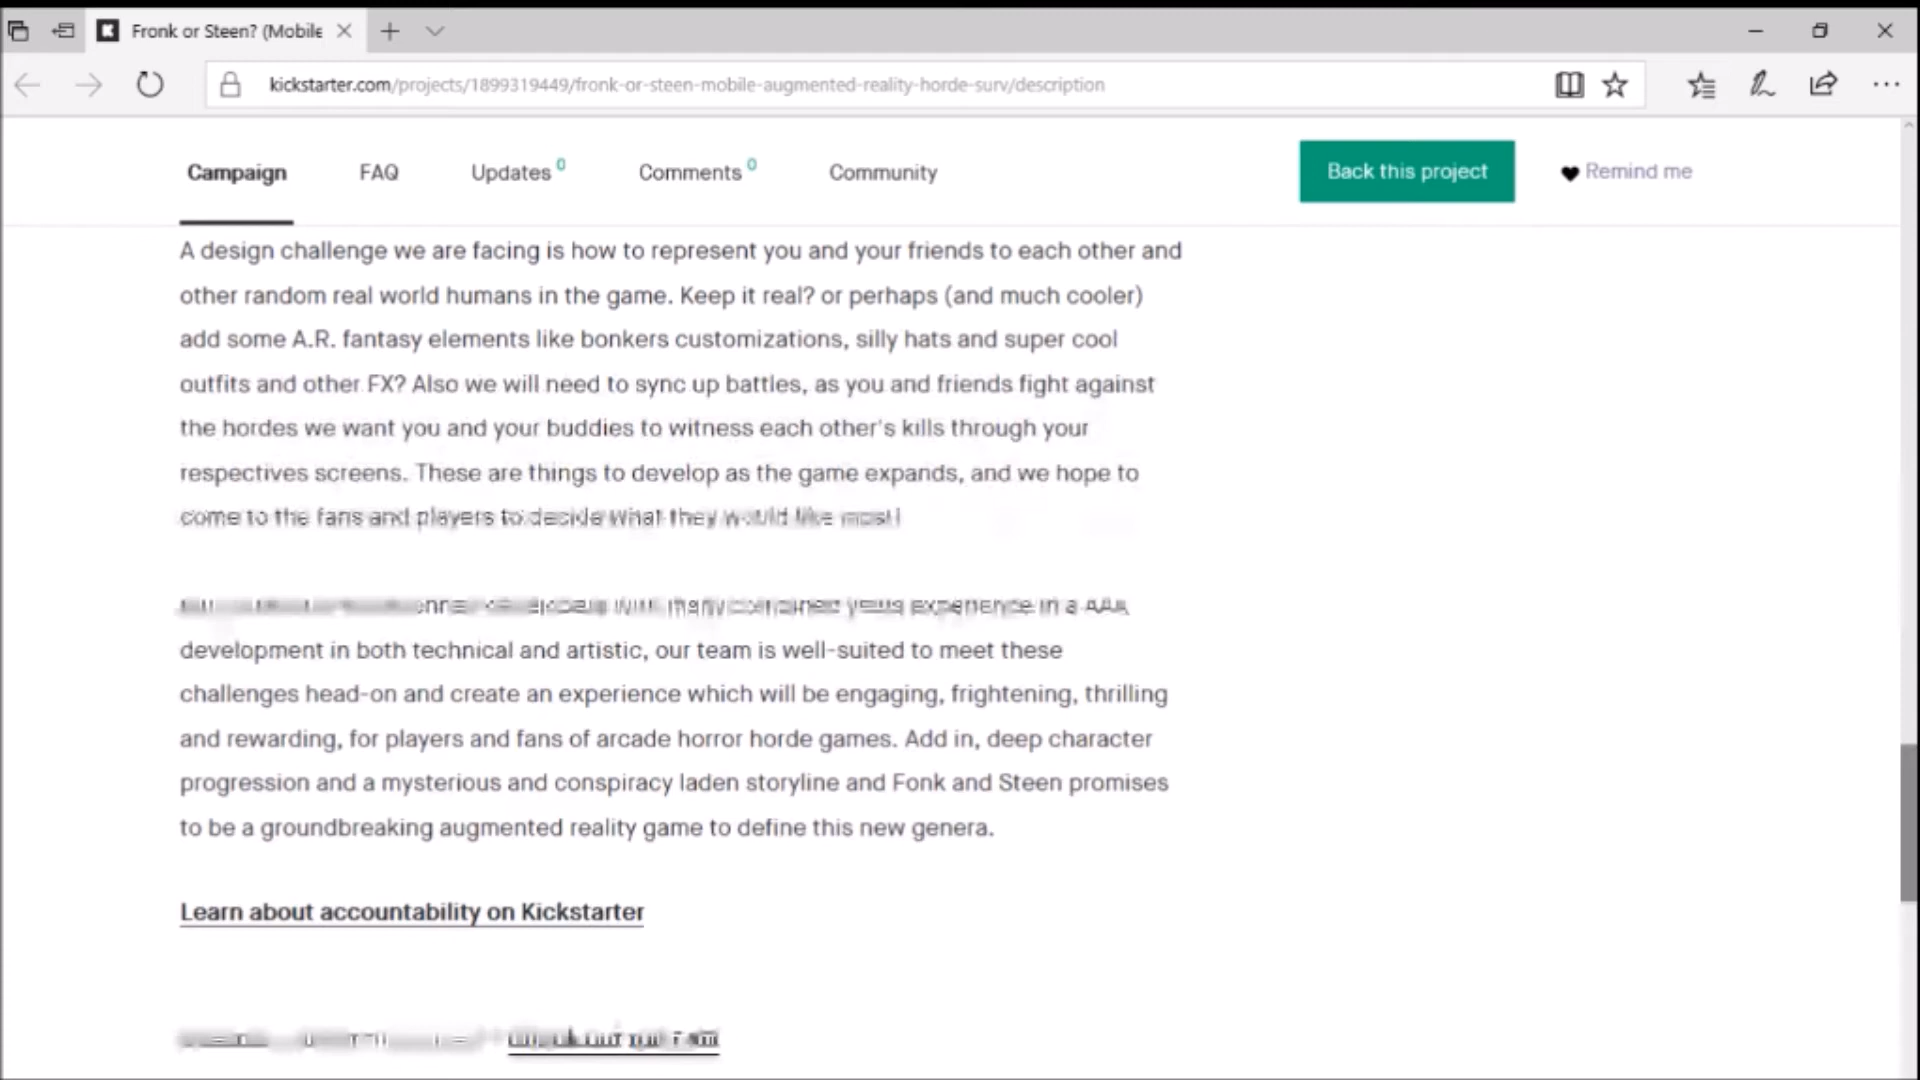 Fronk or Steen? (Mobile
kickstarter.com/projects/1899319449/fronk-or-steen-mobile-augmented-reality-horde-surv/description
Campaign FAQ Updates 0 Comments 0 Community Back this project Remind me
A design challenge we are facing is how to represent you and your friends to each other and
other random real world humans in the game. Keep it real? or perhaps (and much cooler)
add some A.R. fantasy elements like bonkers customizations, silly hats and super cool
outfits and other FX? Also we will need to sync up battles, as you and friends fight against
the hordes we want you and your buddies to witness each other's kills through your
respectives screens. These are things to develop as the game expands, and we hope to
come to the fans and players to decide what they would like most!
with many combined years experience in a AAA
development in both technical and artistic, our team is well-suited to meet these
challenges head-on and create an experience which will be engaging, frightening, thrilling
and rewarding, for players and fans of arcade horror horde games. Add in, deep character
progression and a mysterious and conspiracy laden storyline and Fonk and Steen promises
to be a groundbreaking augmented reality game to define this new genera.
Learn about accountability on Kickstarter